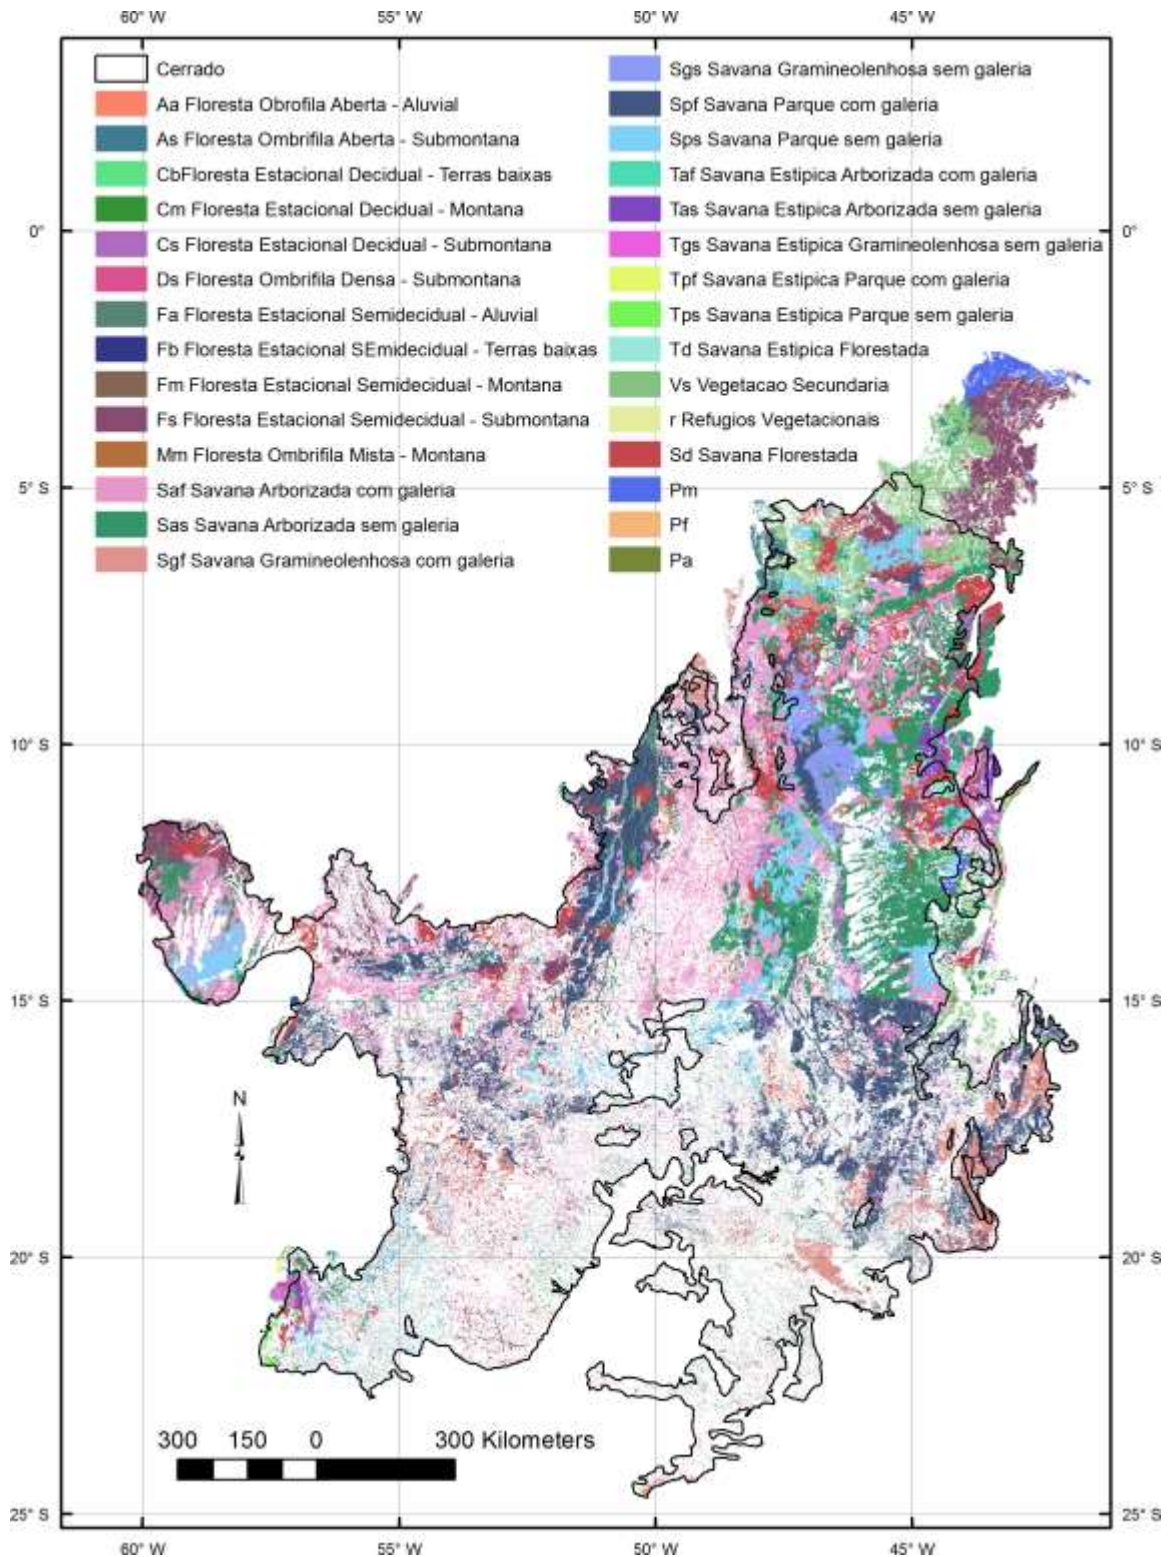 60° W 55° W 50° W 45° W
Cerrado
Aa Floresta Obrofila Aberta - Aluvial
As Floresta Ombrifila Aberta - Submontana
CbFloresta Estacional Decidual - Terras baixas
Cm Floresta Estacional Decidual - Montana
Cs Floresta Estacional Decidual - Submontana
Ds Floresta Ombrifila Densa - Submontana
Fa Floresta Estacional Semidecidual - Aluvial
Fb Floresta Estacional SEmidecidual - Terras baixas
Fm Floresta Estacional Semidecidual - Montana
Fs Floresta Estacional Semidecidual - Submontana
Mm Floresta Ombrifila Mista - Montana
Saf Savana Arborizada com galeria
Sas Savana Arborizada sem galeria
Sgf Savana Gramineolenhosa com galeria
Sgs Savana Gramineolenhosa sem galeria
Spf Savana Parque com galeria
Sps Savana Parque sem galeria
Taf Savana Estipica Arborizada com galeria
Tas Savana Estipica Arborizada sem galeria
Tgs Savana Estipica Gramineolenhosa sem galeria
Tpf Savana Estipica Parque com galeria
Tps Savana Estipica Parque sem galeria
Td Savana Estipica Florestada
Vs Vegetacao Secundaria
r Refugios Vegetacionais
Sd Savana Florestada
Pm
Pf
Pa
0° 0°
5° S 5° S
10° S 10° S
15° S 15° S
N
20° S 20° S
300 150 0 300 Kilometers
25° S 25° S
60° W 55° W 50° W 45° W